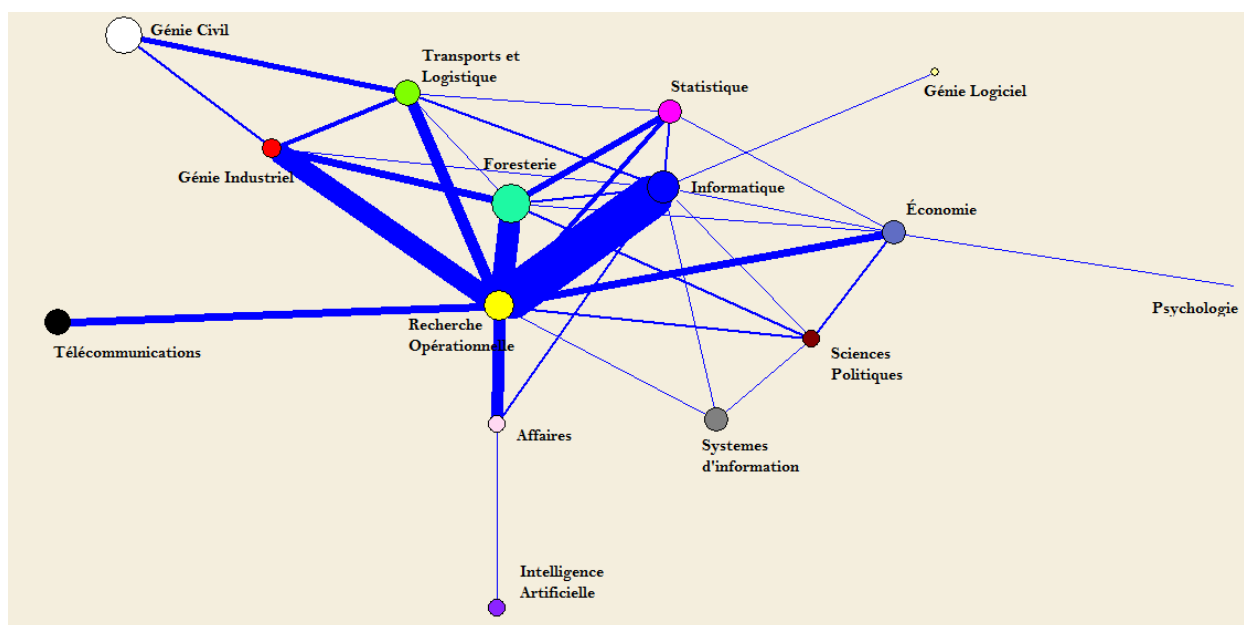 Génie Civil
Transports et
Logistique
Statistique
Génie Logiciel
Foresterie
Génie Industriel
Informatique
Économie
Psychologie
Recherche
Opérationnelle
Télécommunications
Sciences
Politiques
Affaires
Systemes
d'information
Intelligence
Artificielle